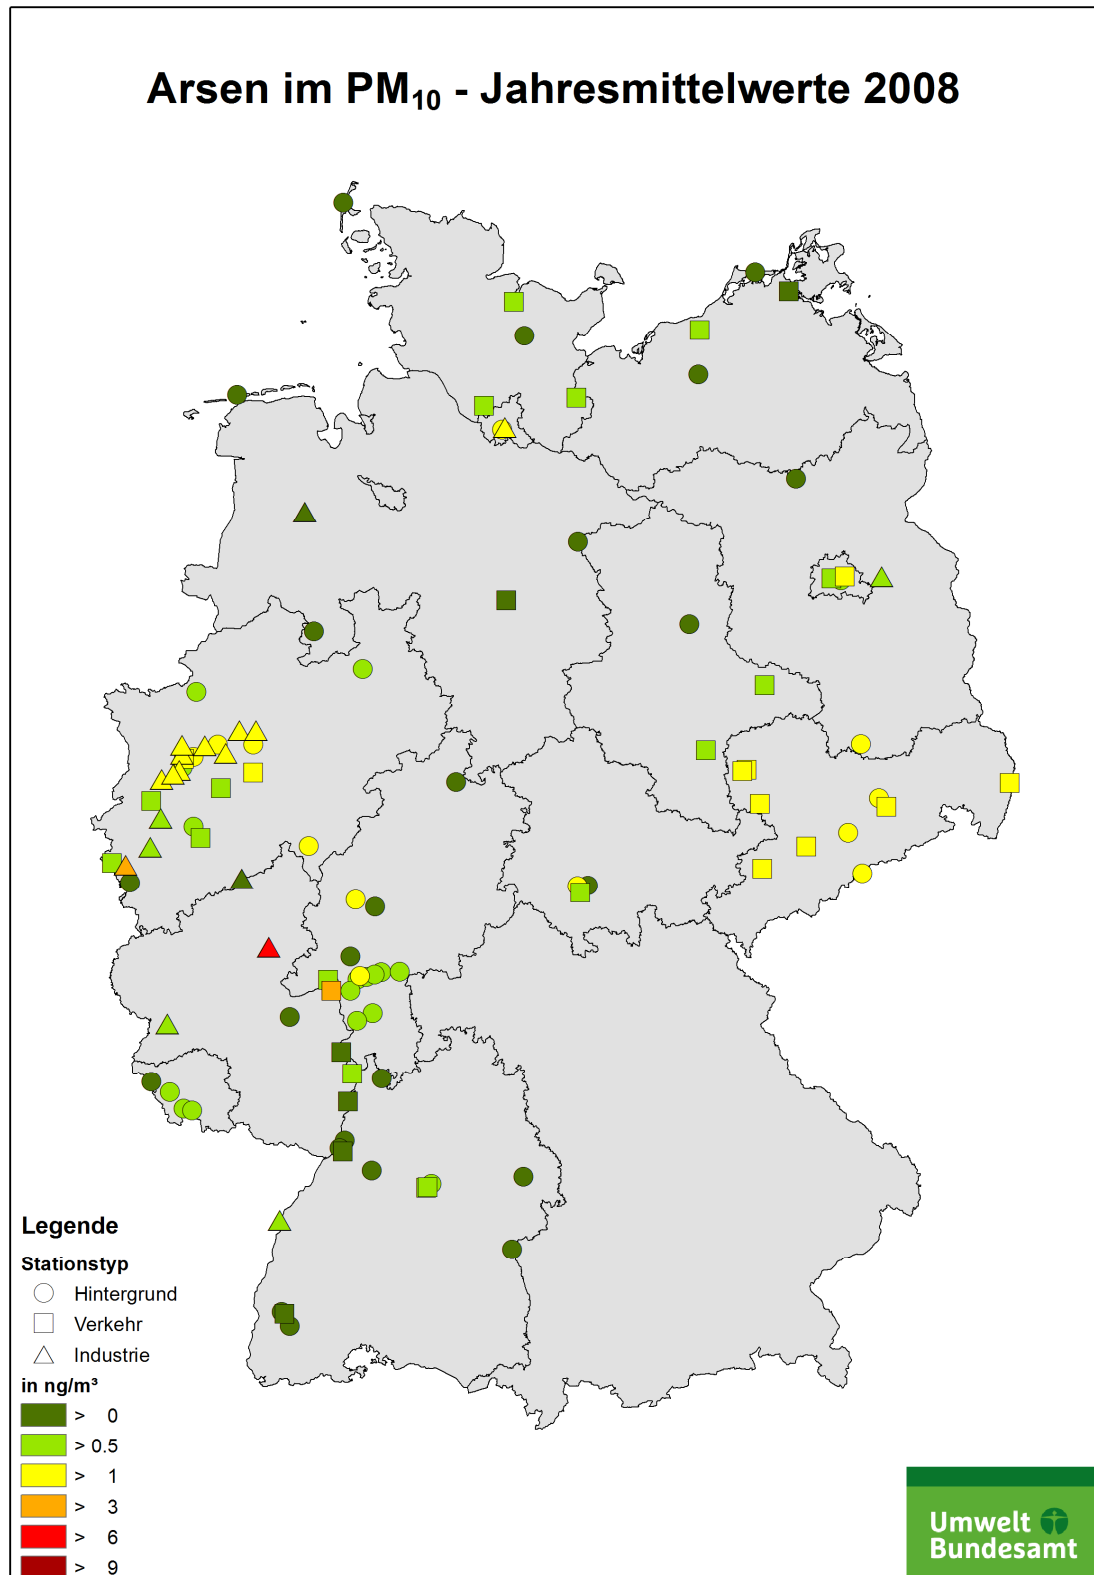 Arsen im PM₁₀ - Jahresmittelwerte 2008
Legende
Stationstyp
Hintergrund
Verkehr
Industrie
in ng/m³
> 0
> 0.5
> 1
> 3
> 6
> 9
Umwelt
Bundesamt